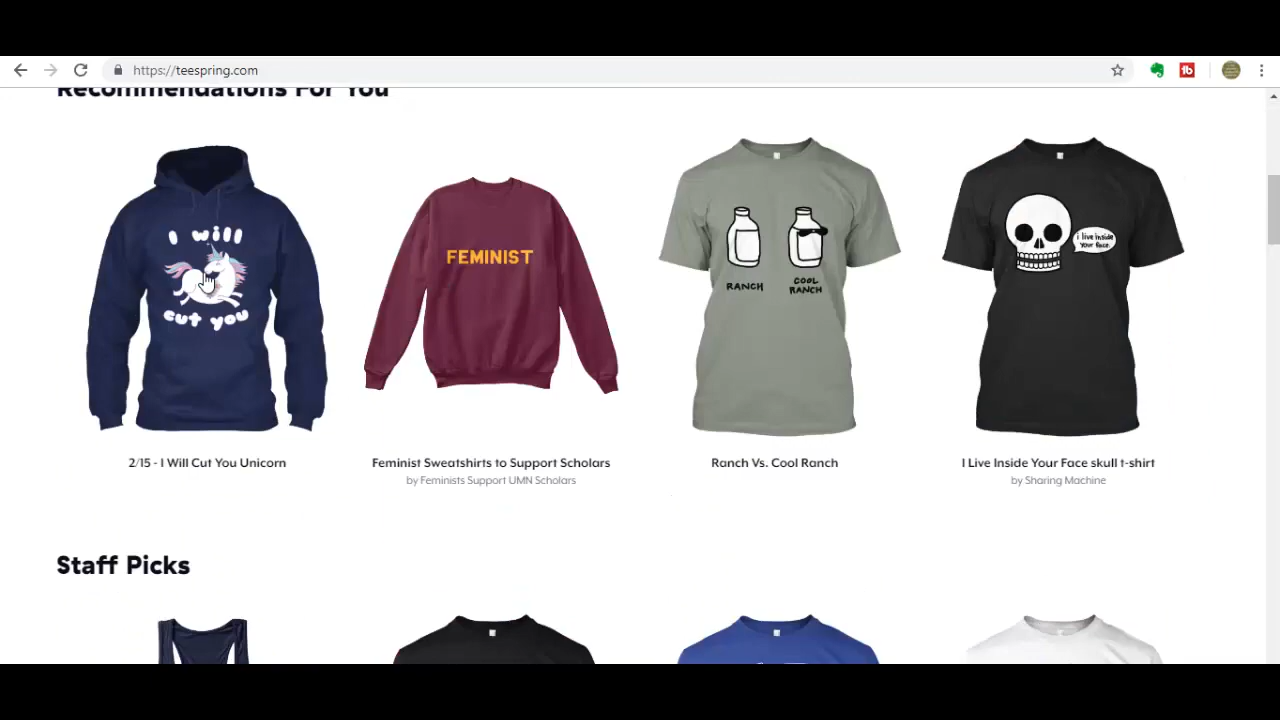 https://teespring.com
Recommendations For You
I will
cut you
FEMINIST
RANCH
COOL
RANCH
i live inside
your face.
2/15 - I Will Cut You Unicorn
Feminist Sweatshirts to Support Scholars
by Feminists Support UMN Scholars
Ranch Vs. Cool Ranch
I Live Inside Your Face skull t-shirt
by Sharing Machine
Staff Picks